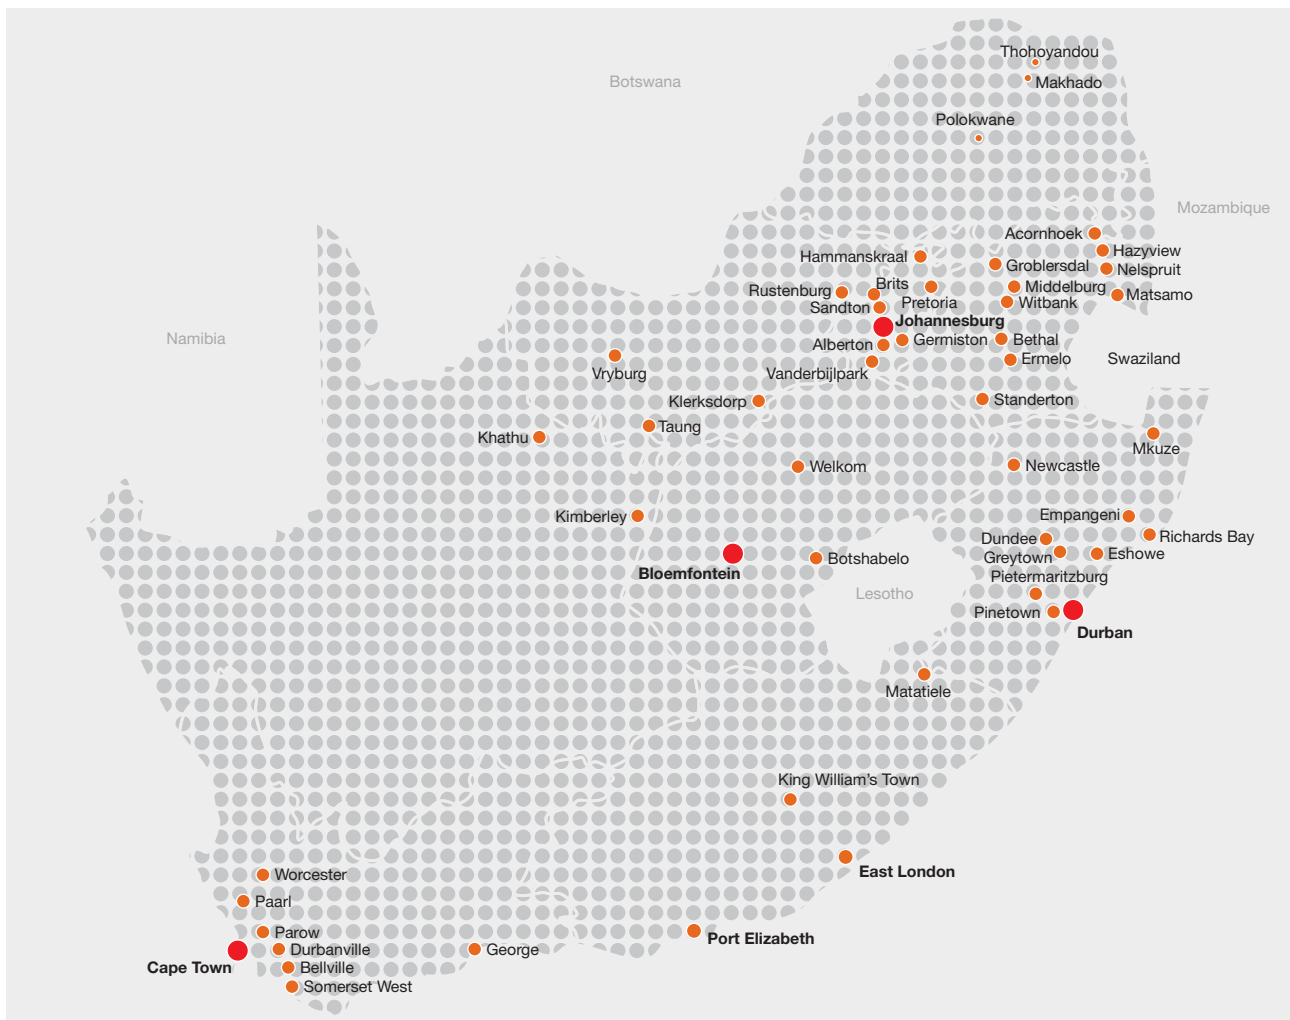 Thohoyandou
Botswana
Makhado
Polokwane
Mozambique
Acornhoek
Hazyview
Hammanskraal
Groblersdal
Nelspruit
Brits
Middelburg
Rustenburg
Matsamo
Pretoria
Witbank
Sandton
Johannesburg
Namibia
Germiston
Bethal
Alberton
Ermelo
Swaziland
Vryburg
Vanderbijlpark
Standerton
Klerksdorp
Taung
Khathu
Mkuze
Welkom
Newcastle
Empangeni
Kimberley
Richards Bay
Dundee
Eshowe
Greytown
Botshabelo
Bloemfontein
Pietermaritzburg
Lesotho
Pinetown
Durban
Matatiele
King William's Town
East London
Worcester
Paarl
Parow
Port Elizabeth
Durbanville
George
Cape Town
Bellville
Somerset West